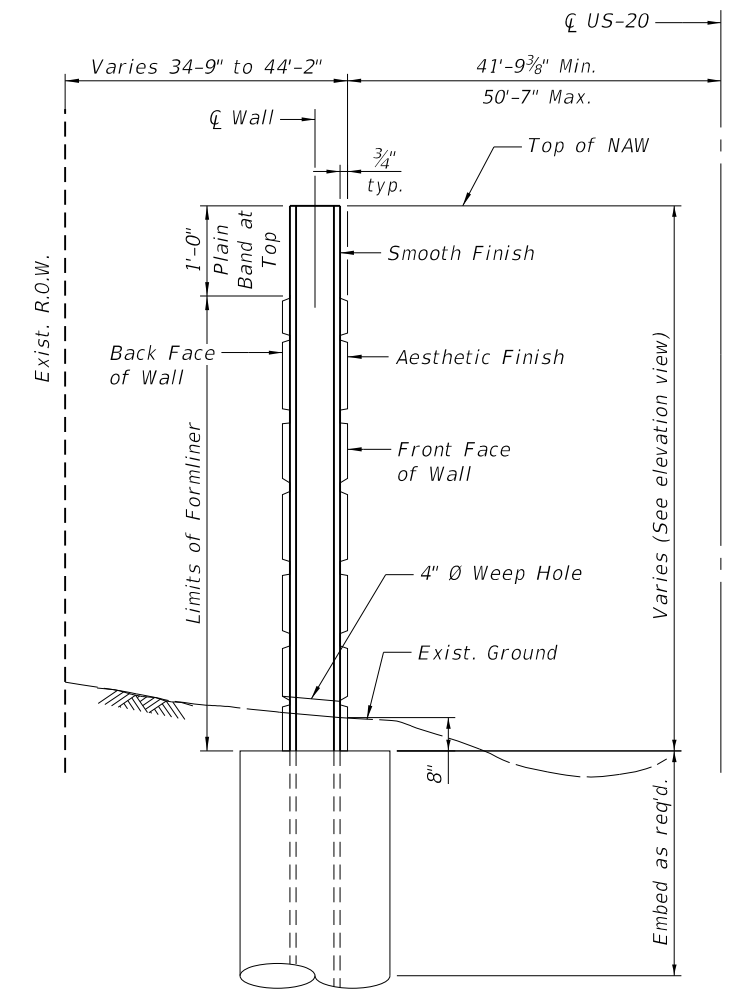 ℄ US-20
Varies 34-9" to 44'-2"
41'-9⅜" Min.
50'-7" Max.
℄ Wall
Top of NAW
¾"
typ.
1'-0"
Plain
Band at
Top
Smooth Finish
Exist. R.O.W.
Back Face
of Wall
Aesthetic Finish
Front Face
of Wall
Limits of Formliner
Varies (See elevation view)
4" Ø Weep Hole
Exist. Ground
8"
Embed as req'd.